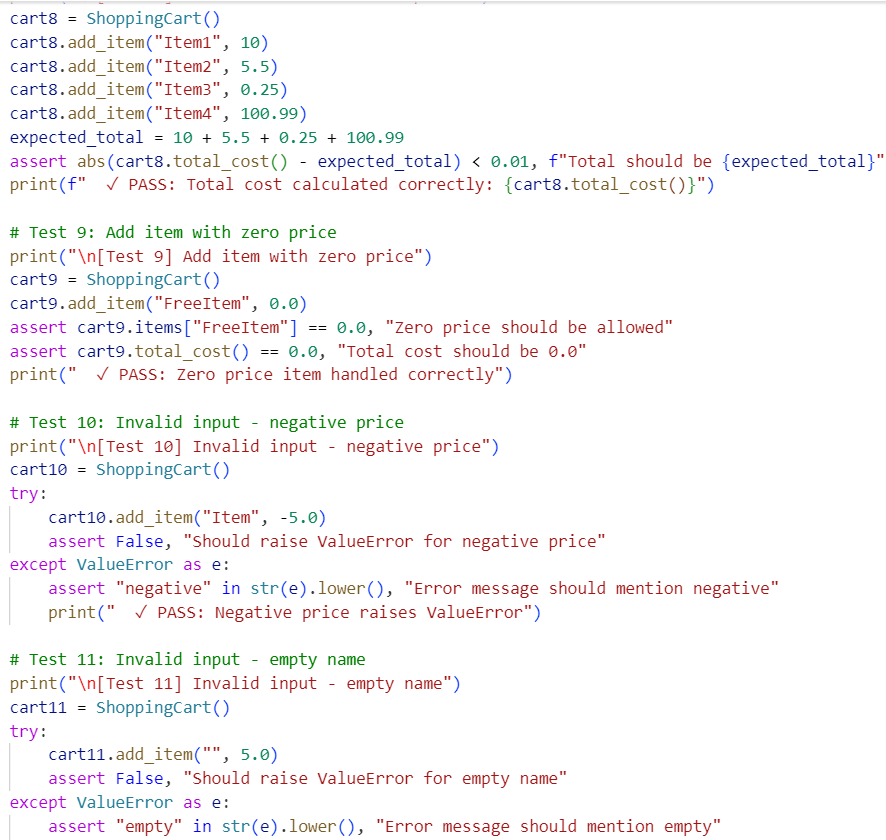 cart8 = ShoppingCart()
cart8.add_item("Item1", 10)
cart8.add_item("Item2", 5.5)
cart8.add_item("Item3", 0.25)
cart8.add_item("Item4", 100.99)
expected_total = 10 + 5.5 + 0.25 + 100.99
assert abs(cart8.total_cost() - expected_total) < 0.01, f"Total should be {expected_total}"
print(f"  ✓ PASS: Total cost calculated correctly: {cart8.total_cost()}")

# Test 9: Add item with zero price
print("\n[Test 9] Add item with zero price")
cart9 = ShoppingCart()
cart9.add_item("FreeItem", 0.0)
assert cart9.items["FreeItem"] == 0.0, "Zero price should be allowed"
assert cart9.total_cost() == 0.0, "Total cost should be 0.0"
print("  ✓ PASS: Zero price item handled correctly")

# Test 10: Invalid input - negative price
print("\n[Test 10] Invalid input - negative price")
cart10 = ShoppingCart()
try:
    cart10.add_item("Item", -5.0)
    assert False, "Should raise ValueError for negative price"
except ValueError as e:
    assert "negative" in str(e).lower(), "Error message should mention negative"
    print("  ✓ PASS: Negative price raises ValueError")

# Test 11: Invalid input - empty name
print("\n[Test 11] Invalid input - empty name")
cart11 = ShoppingCart()
try:
    cart11.add_item("", 5.0)
    assert False, "Should raise ValueError for empty name"
except ValueError as e:
    assert "empty" in str(e).lower(), "Error message should mention empty"